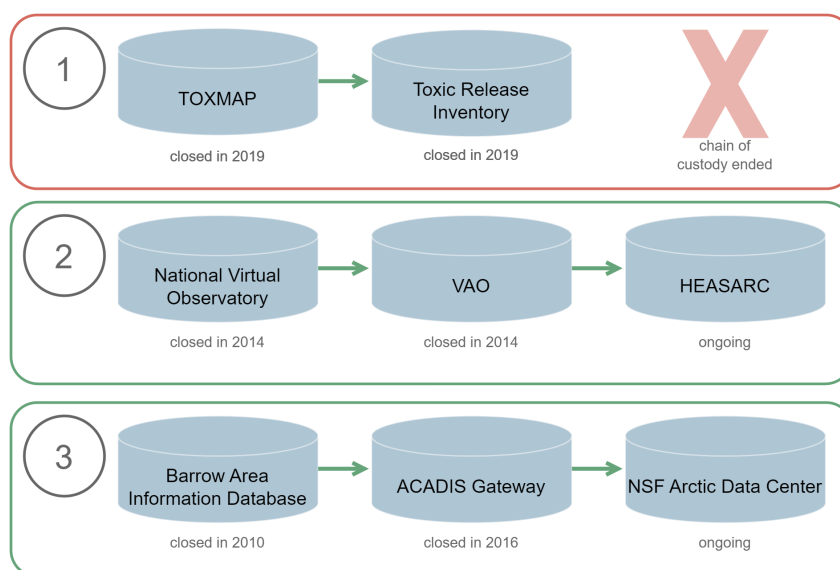 1
TOXMAP
Toxic Release
Inventory
closed in 2019
closed in 2019
X
chain of
custody ended
2
National Virtual
Observatory
VAO
HEASARC
closed in 2014
closed in 2014
ongoing
3
Barrow Area
Information Database
ACADIS Gateway
NSF Arctic Data Center
closed in 2010
closed in 2016
ongoing